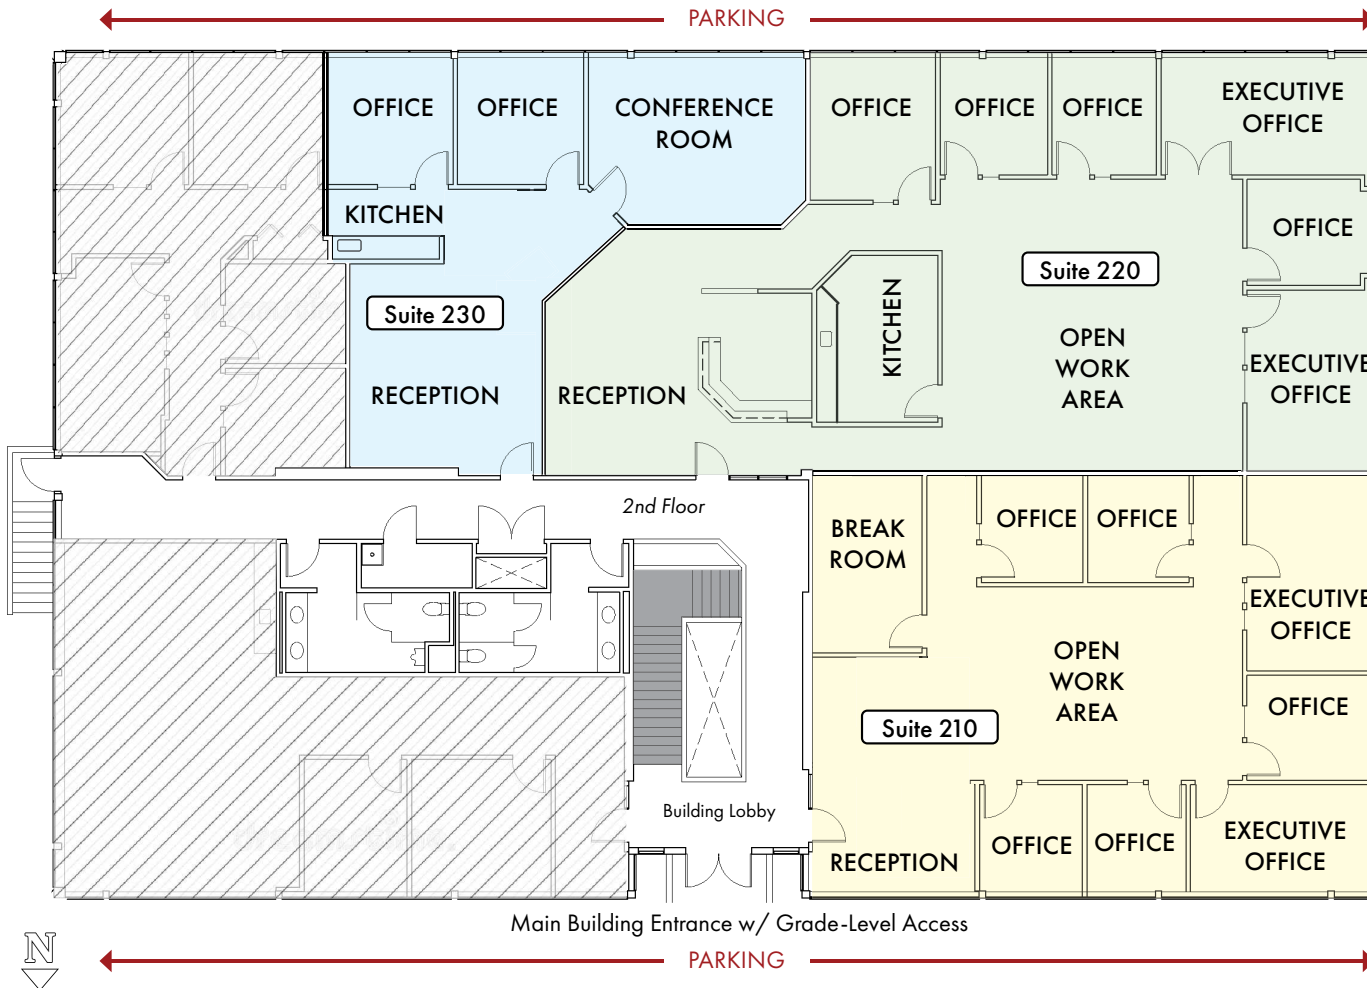 PARKING
OFFICE
OFFICE
CONFERENCE
ROOM
OFFICE
OFFICE
OFFICE
EXECUTIVE
OFFICE
KITCHEN
OFFICE
Suite 230
Suite 220
KITCHEN
OPEN
WORK
AREA
EXECUTIVE
OFFICE
RECEPTION
RECEPTION
2nd Floor
BREAK
ROOM
OFFICE
OFFICE
EXECUTIVE
OFFICE
OPEN
WORK
AREA
OFFICE
Suite 210
Building Lobby
RECEPTION
OFFICE
OFFICE
EXECUTIVE
OFFICE
Main Building Entrance w/ Grade-Level Access
N
PARKING